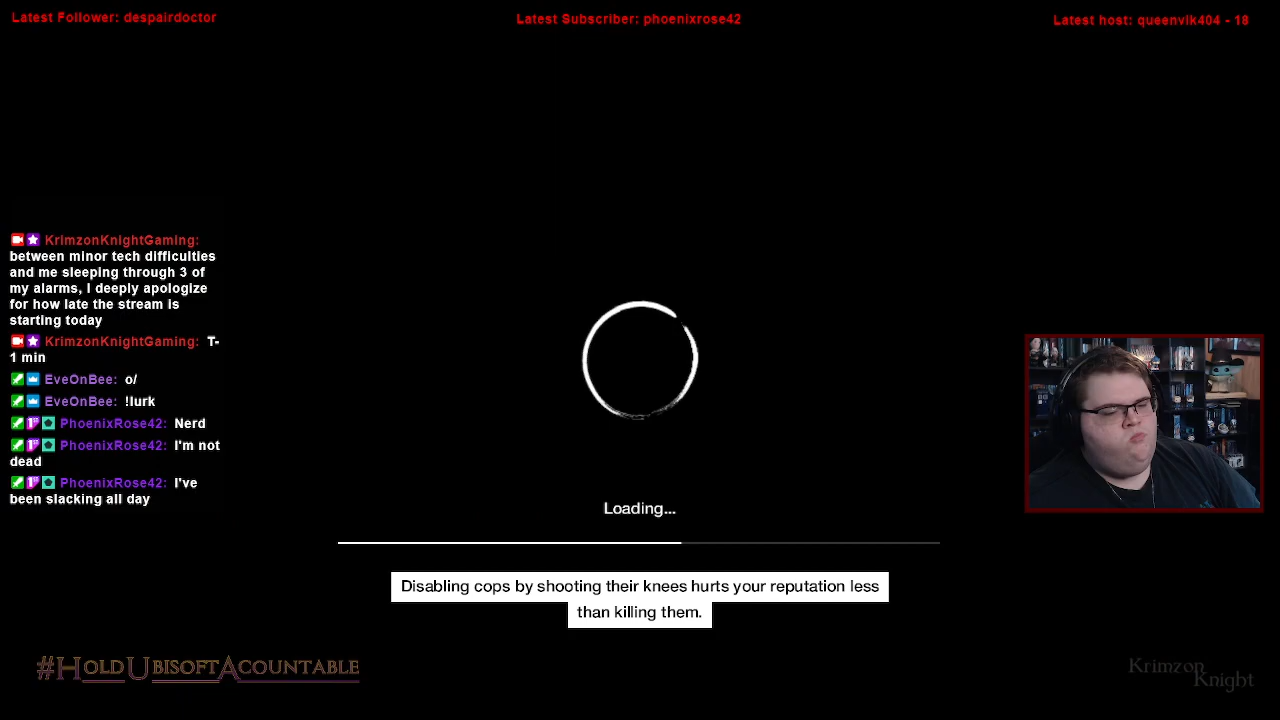 Latest Follower: despairdoctor
Latest Subscriber: phoenixrose42
Latest host: queenvlk404 - 18
KrimzonKnightGaming:
between minor tech difficulties
and me sleeping through 3 of
my alarms, I deeply apologize
for how late the stream is
starting today
KrimzonKnightGaming: T-
1 min
EveOnBee: o/
EveOnBee: !lurk
PhoenixRose42: Nerd
PhoenixRose42: I'm not
dead
PhoenixRose42: I've
been slacking all day
Loading...
Disabling cops by shooting their knees hurts your reputation less
than killing them.
#HoldUbisoftAcountable
Krimzon
Knight